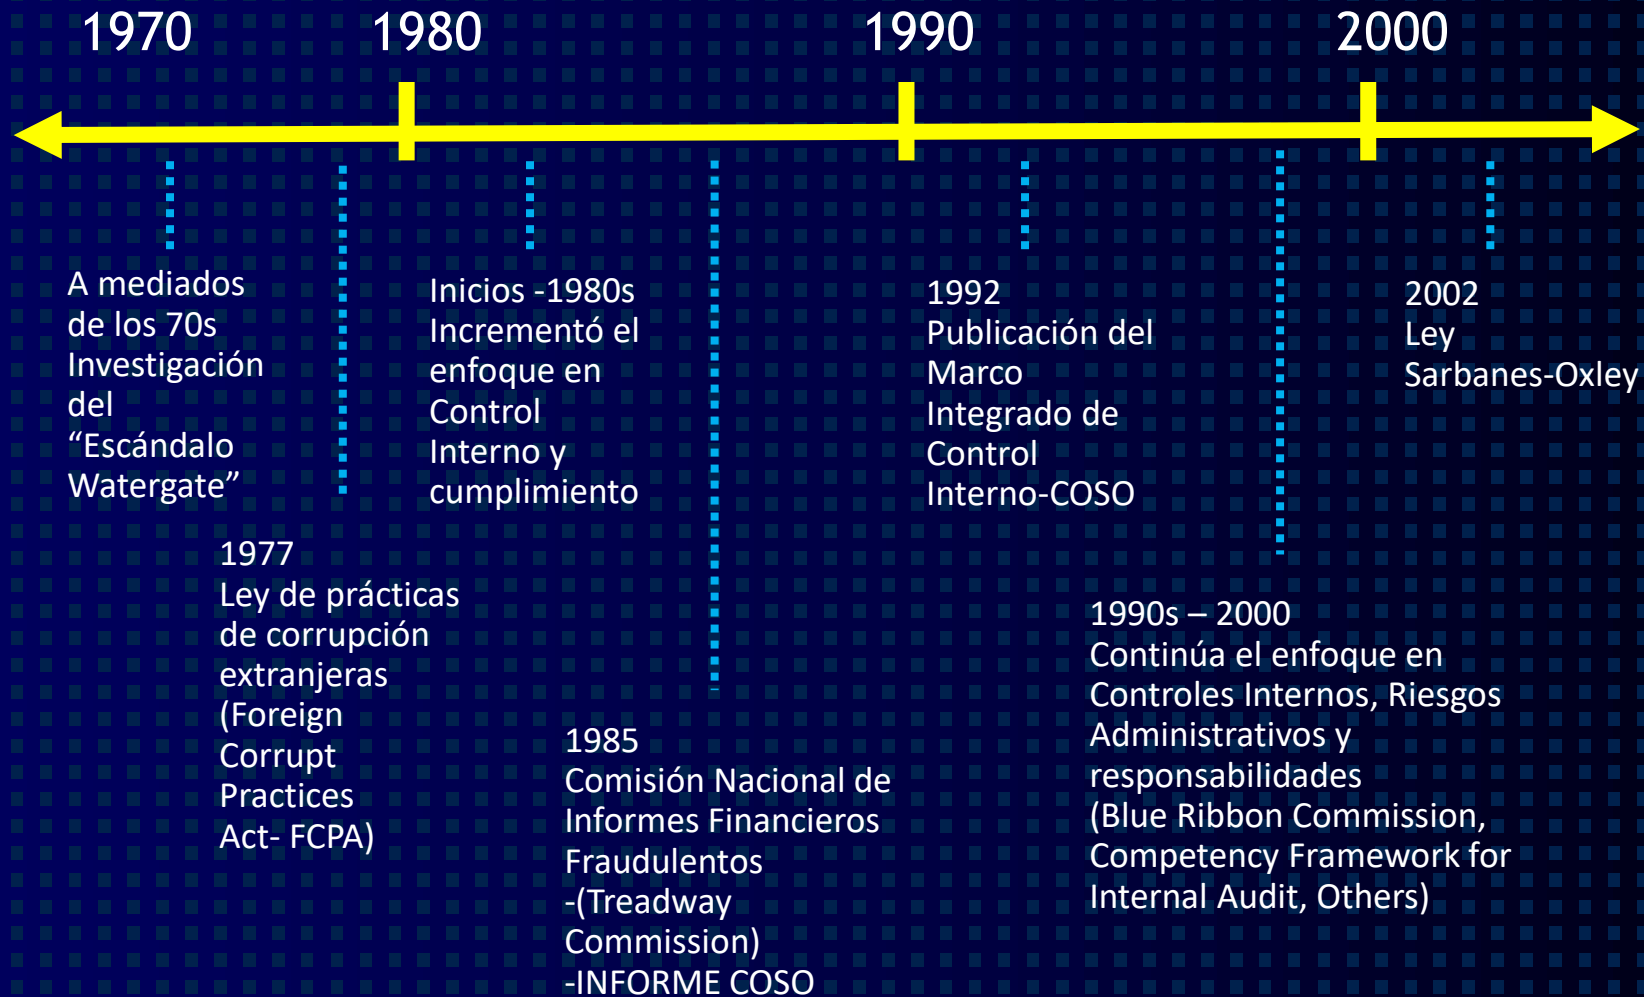 1970
1980
1990
2000
A mediados
de los 70s
Investigación
del
“Escándalo
Watergate”
1977
Ley de prácticas
de corrupción
extranjeras
(Foreign
Corrupt
Practices
Act- FCPA)
Inicios -1980s
Incrementó el
enfoque en
Control
Interno y
cumplimiento
1985
Comisión Nacional de
Informes Financieros
Fraudulentos
-(Treadway
Commission)
-INFORME COSO
1992
Publicación del
Marco
Integrado de
Control
Interno-COSO
1990s – 2000
Continúa el enfoque en
Controles Internos, Riesgos
Administrativos y
responsabilidades
(Blue Ribbon Commission,
Competency Framework for
Internal Audit, Others)
2002
Ley
Sarbanes-Oxley